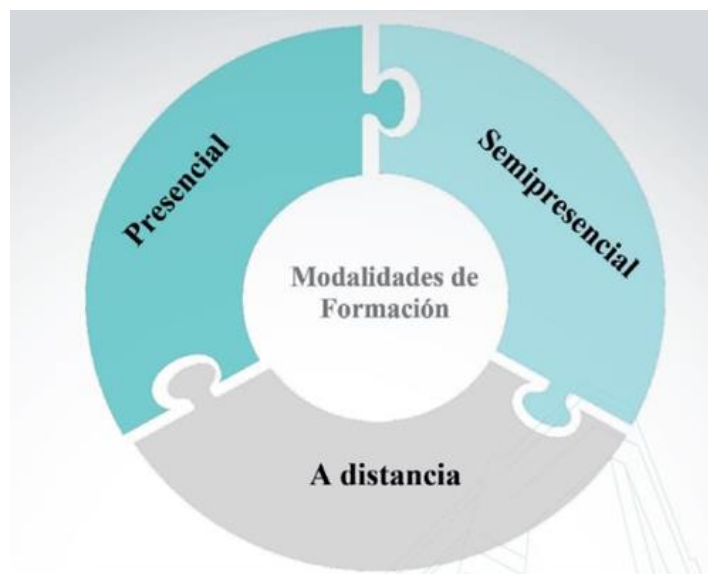 Presencial
Semipresencial
Modalidades de
Formación
A distancia